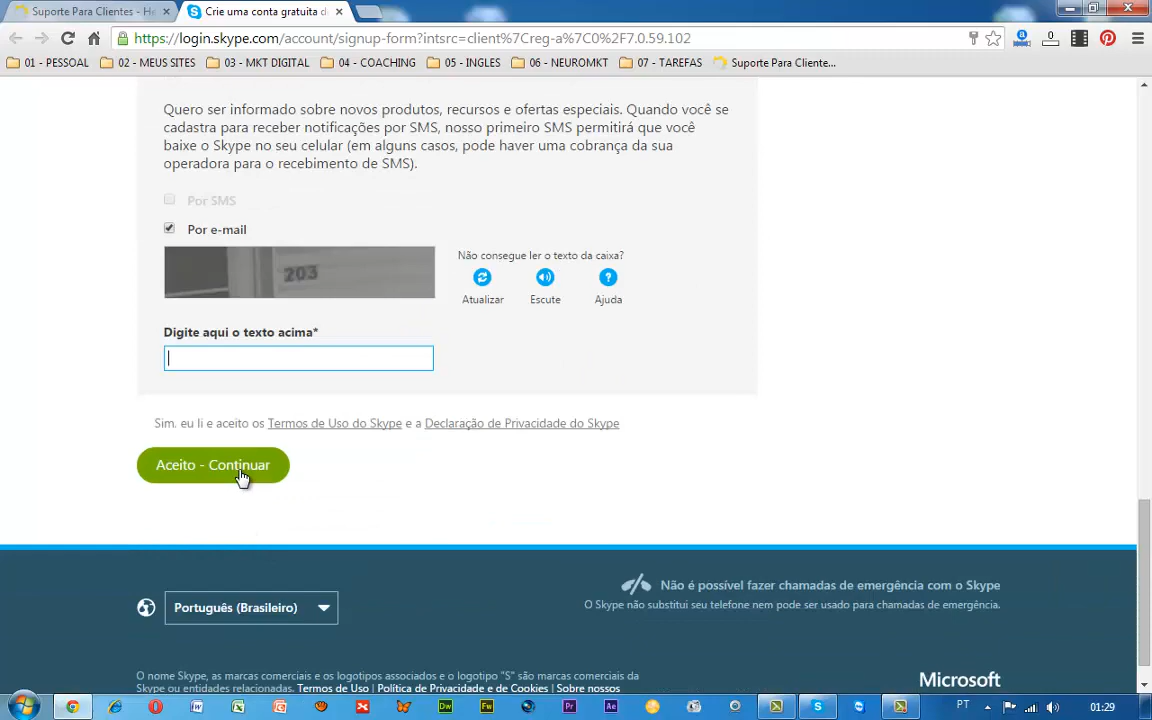 Suporte Para Clientes - He
Crie uma conta gratuita d
https://login.skype.com/account/signup-form?intsrc=client%7Creg-a%7C0%2F7.0.59.102
0
01 - PESSOAL
02 - MEUS SITES
03 - MKT DIGITAL
04 - COACHING
05 - INGLES
06 - NEUROMKT
07 - TAREFAS
Suporte Para Cliente...
Quero ser informado sobre novos produtos, recursos e ofertas especiais. Quando você se
cadastra para receber notificações por SMS, nosso primeiro SMS permitirá que você
baixe o Skype no seu celular (em alguns casos, pode haver uma cobrança da sua
operadora para o recebimento de SMS).
Por SMS
Por e-mail
203
Não consegue ler o texto da caixa?
Atualizar
Escute
Ajuda
Digite aqui o texto acima*
Sim. eu li e aceito os Termos de Uso do Skype e a Declaração de Privacidade do Skype
Aceito - Continuar
Português (Brasileiro)
Não é possível fazer chamadas de emergência com o Skype
O Skype não substitui seu telefone nem pode ser usado para chamadas de emergência.
O nome Skype, as marcas comerciais e os logotipos associados e o logotipo "S" são marcas comerciais da
Skype ou entidades relacionadas. Termos de Uso | Política de Privacidade e de Cookies | Sobre nossos
Microsoft
Dw
Fw
Pr
Ae
PT
01:29